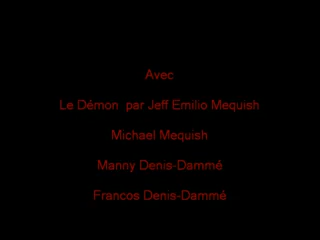 Avec
Le Démon par Jeff Emilio Mequish
Michael Mequish
Manny Denis-Dammé
Francos Denis-Dammé